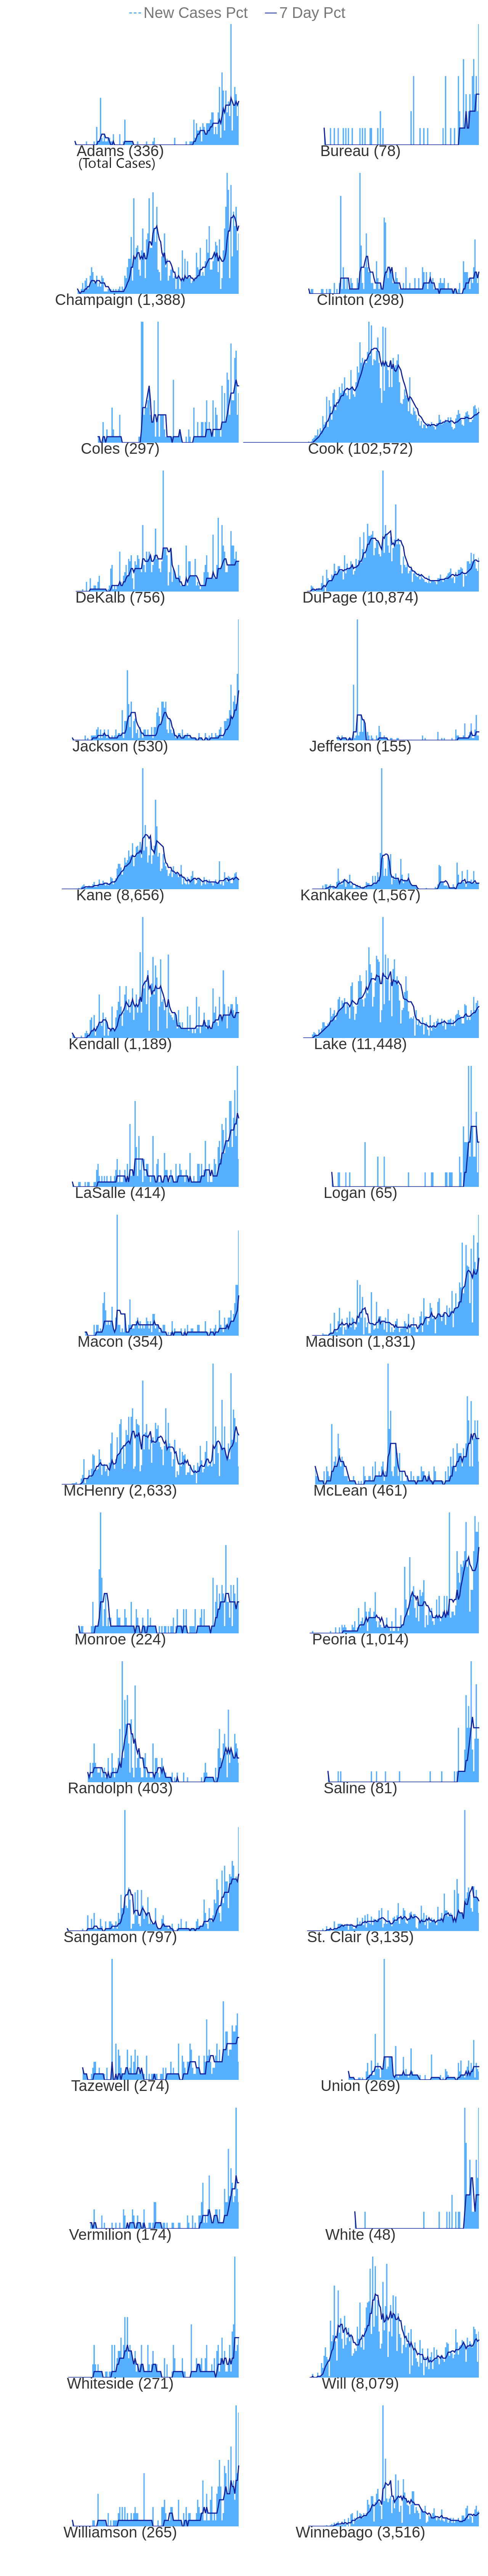 New Cases Pct 7 Day Pct
Adams (336) Bureau (78)
(Total Cases)
Champaign (1,388) Clinton (298)
Coles (297) Cook (102,572)
DeKalb (756) DuPage (10,874)
Jackson (530) Jefferson (155)
Kane (8,656) Kankakee (1,567)
Kendall (1,189) Lake (11,448)
LaSalle (414) Logan (65)
Macon (354) Madison (1,831)
McHenry (2,633) McLean (461)
Monroe (224) Peoria (1,014)
Randolph (403) Saline (81)
Sangamon (797) St. Clair (3,135)
Tazewell (274) Union (269)
Vermilion (174) White (48)
Whiteside (271) Will (8,079)
Williamson (265) Winnebago (3,516)